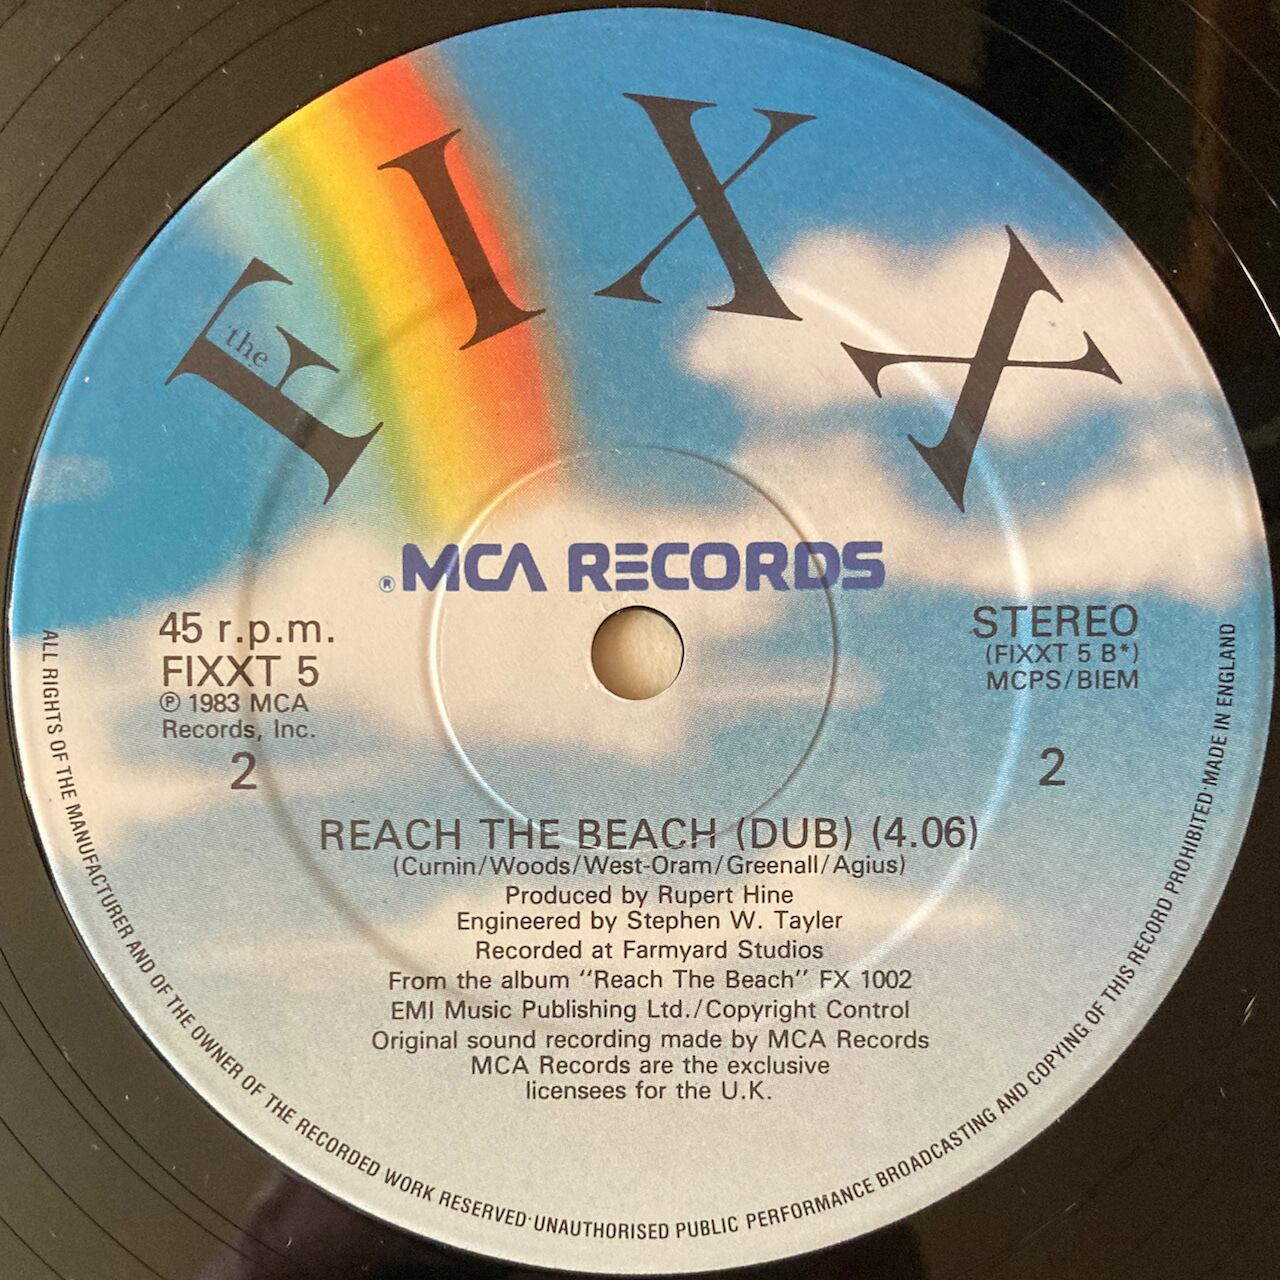 the FIXX
® MCA RECORDS
45 r.p.m.
FIXXT 5
℗ 1983 MCA
Records, Inc.
2
STEREO
(FIXXT 5 B*)
MCPS/BIEM
2
REACH THE BEACH (DUB) (4.06)
(Curnin/Woods/West-Oram/Greenall/Agius)
Produced by Rupert Hine
Engineered by Stephen W. Tayler
Recorded at Farmyard Studios
From the album "Reach The Beach" FX 1002
EMI Music Publishing Ltd./Copyright Control
Original sound recording made by MCA Records
MCA Records are the exclusive
licensees for the U.K.
ALL RIGHTS OF THE MANUFACTURER AND OF THE OWNER OF THE RECORDED WORK RESERVED·UNAUTHORISED PUBLIC PERFORMANCE BROADCASTING AND COPYING OF THIS RECORD PROHIBITED·MADE IN ENGLAND